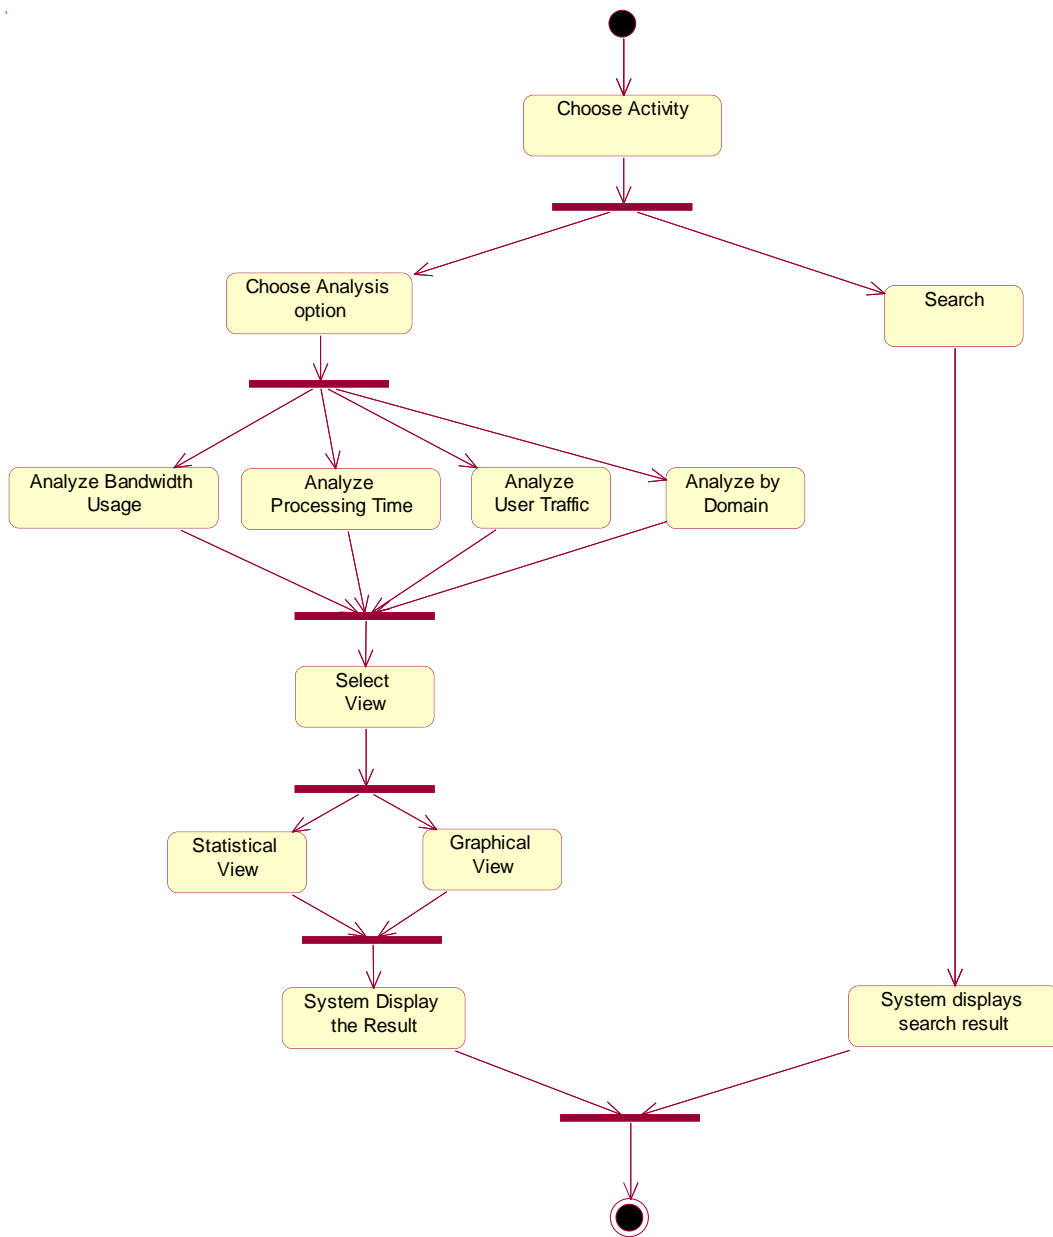 Choose Activity
Choose Analysis
option
Search
Analyze Bandwidth
Usage
Analyze
Processing Time
Analyze
User Traffic
Analyze by
Domain
Select
View
Statistical
View
Graphical
View
System Display
the Result
System displays
search result